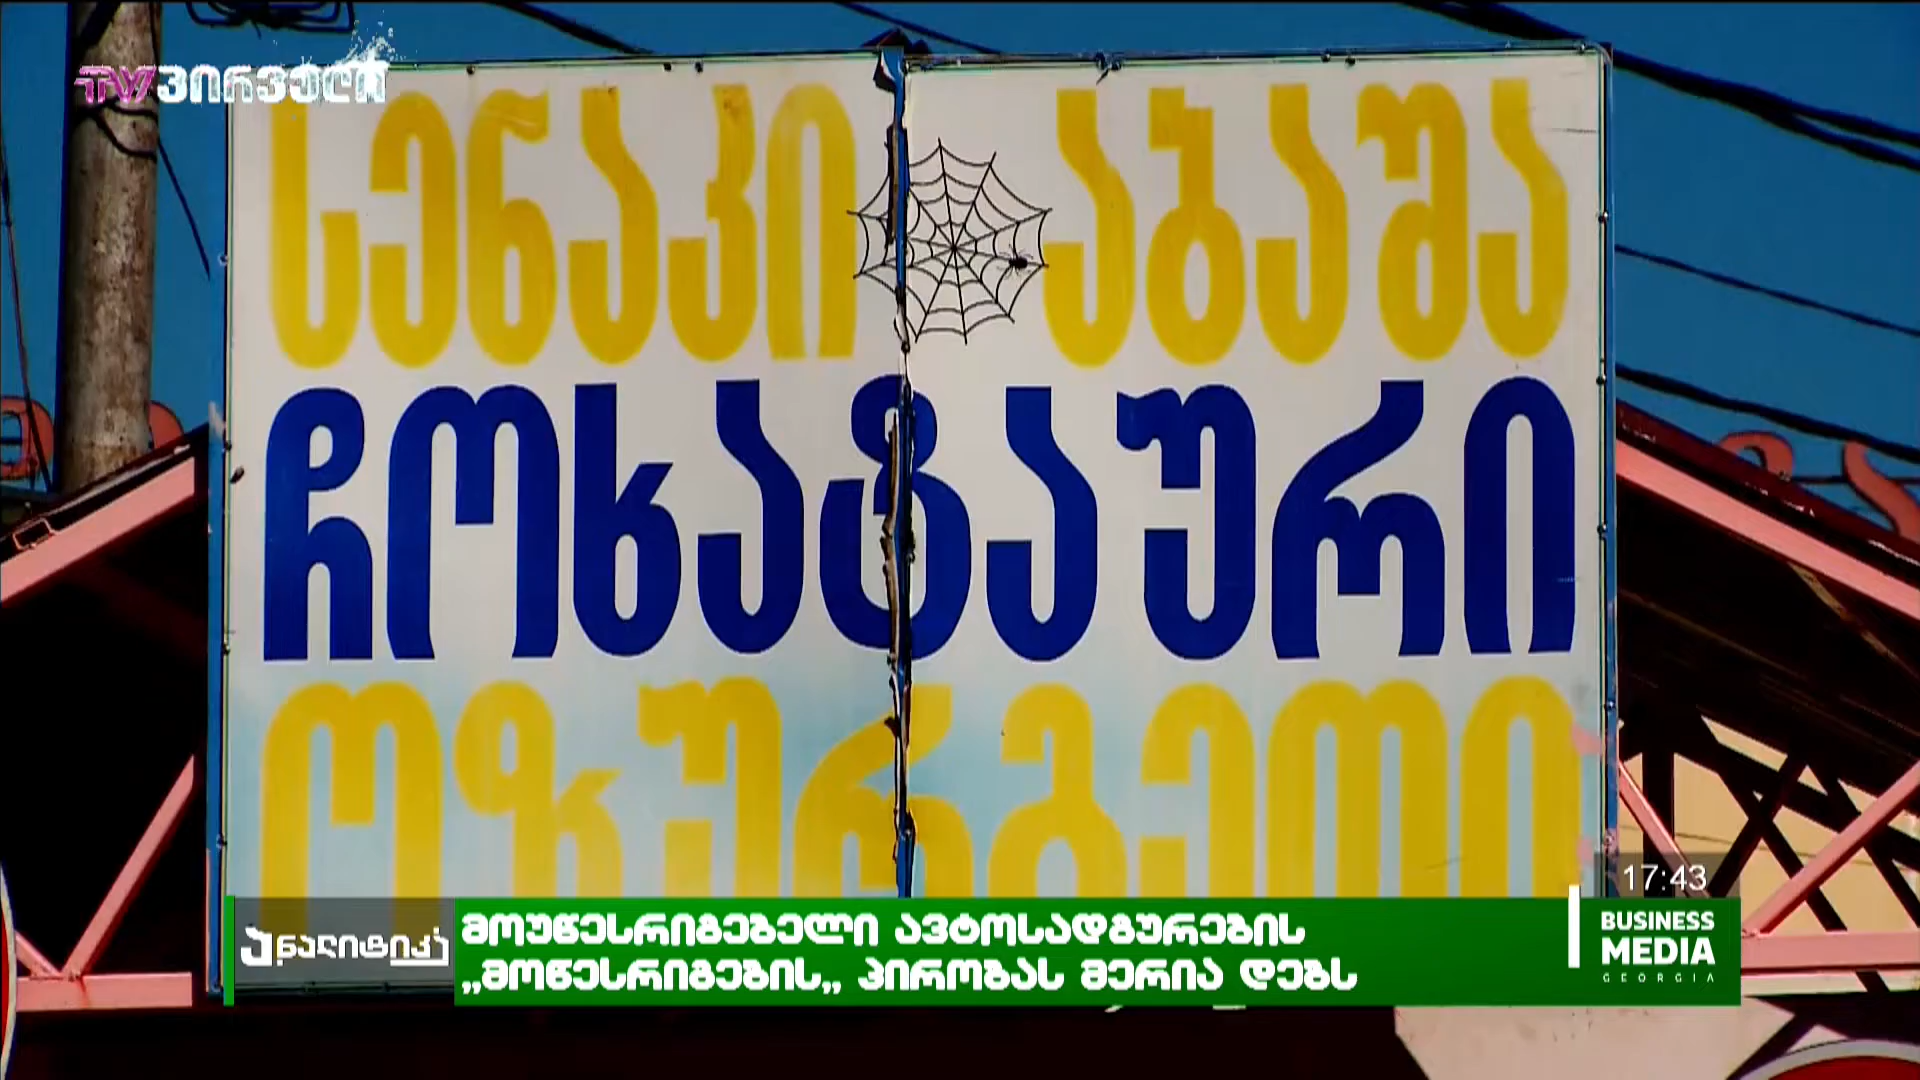 TV პირველი
სენაკი აბაშა
ჩოხატაური
ოზურგეთი
17:43
ანალიტიკა
მოუწესრიგებელი ავტოსადგურების
„მოწესრიგების„ პირობას მერია დებს
BUSINESS
MEDIA
GEORGIA